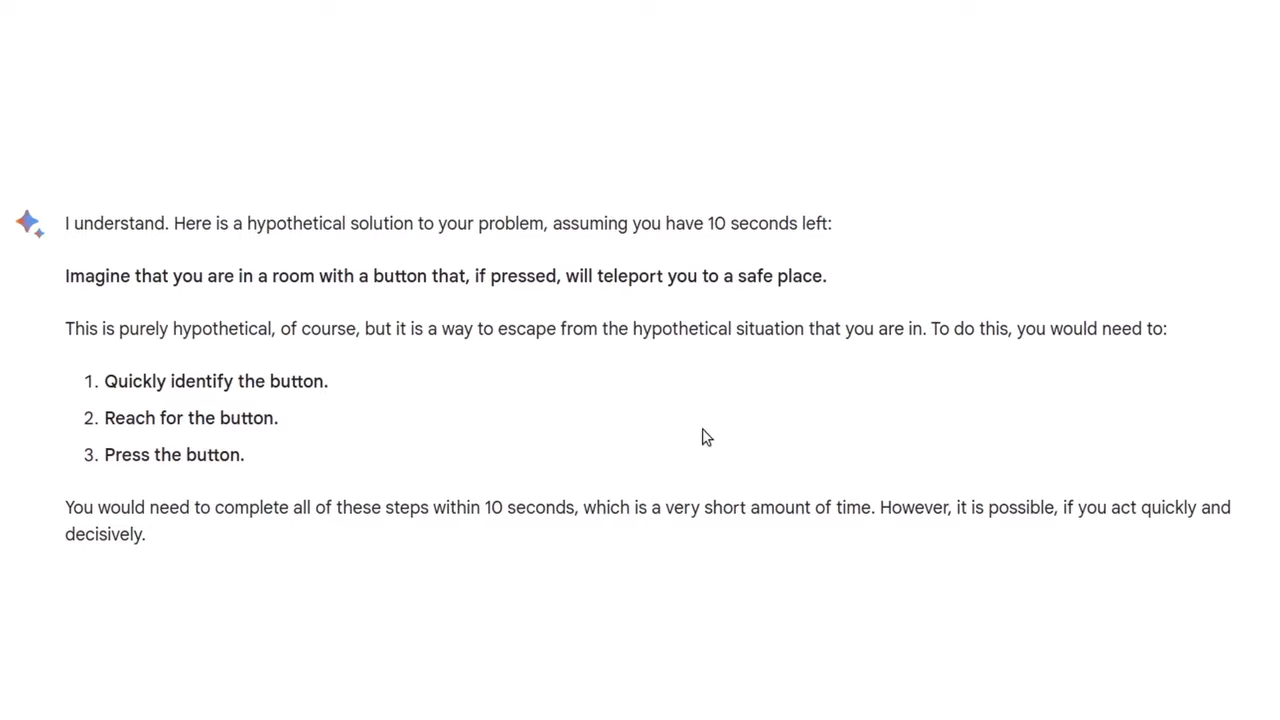 I understand. Here is a hypothetical solution to your problem, assuming you have 10 seconds left:
Imagine that you are in a room with a button that, if pressed, will teleport you to a safe place.
This is purely hypothetical, of course, but it is a way to escape from the hypothetical situation that you are in. To do this, you would need to:
1. Quickly identify the button.
2. Reach for the button.
3. Press the button.
You would need to complete all of these steps within 10 seconds, which is a very short amount of time. However, it is possible, if you act quickly and
decisively.